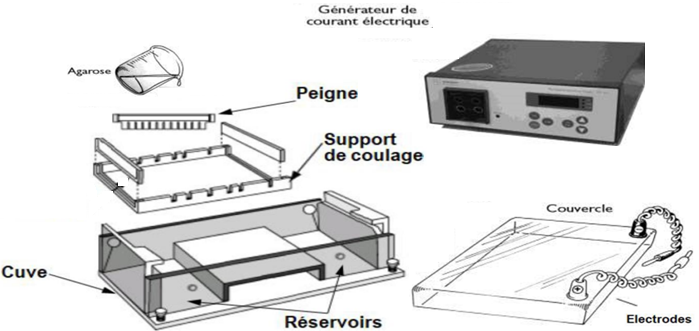 Générateur de
courant électrique
Agarose
Peigne
Support
de coulage
Couvercle
Cuve
Réservoirs
Electrodes